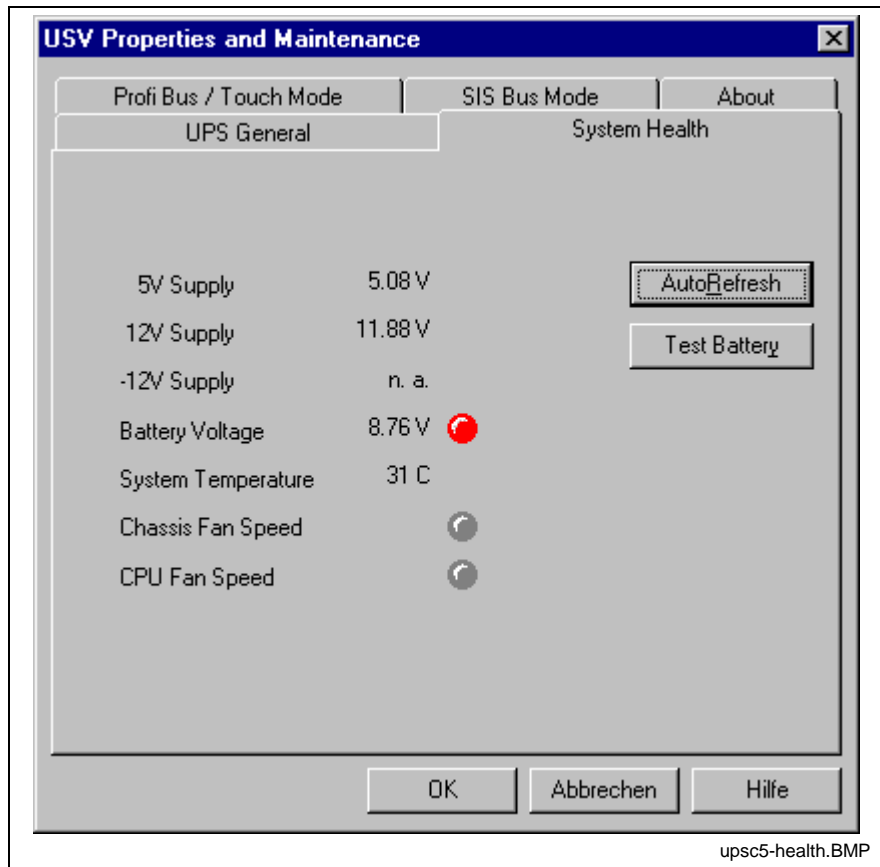 USV Properties and Maintenance
Profi Bus / Touch Mode SIS Bus Mode About
UPS General System Health
5V Supply 5.08 V AutoRefresh
12V Supply 11.88 V Test Battery
-12V Supply n. a.
Battery Voltage 8.76 V
System Temperature 31 C
Chassis Fan Speed
CPU Fan Speed
OK Abbrechen Hilfe
upsc5-health.BMP